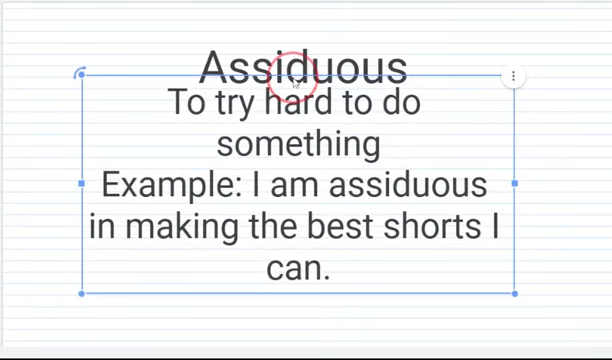 Assiduous
To try hard to do
something
Example: I am assiduous
in making the best shorts I
can.